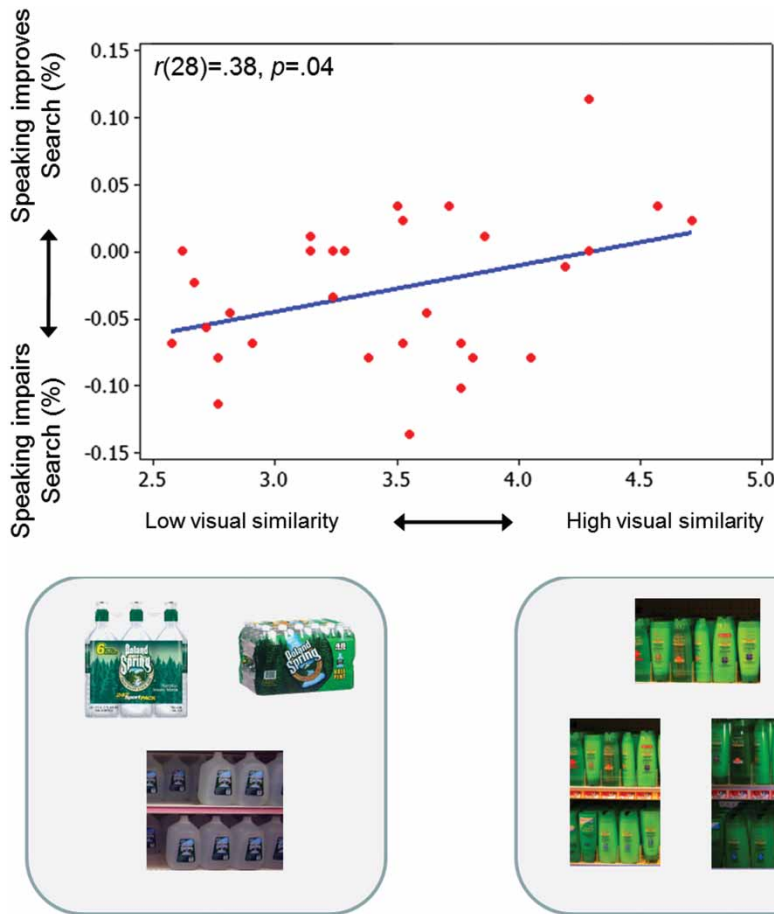 Speaking improves
Search (%)
Speaking impairs
Search (%)
0.15
0.10
0.05
0.00
-0.05
-0.10
-0.15
r(28)=.38, p=.04
2.5
3.0
3.5
4.0
4.5
5.0
Low visual similarity
High visual similarity
6
Poland
Spring
Poland
Spring